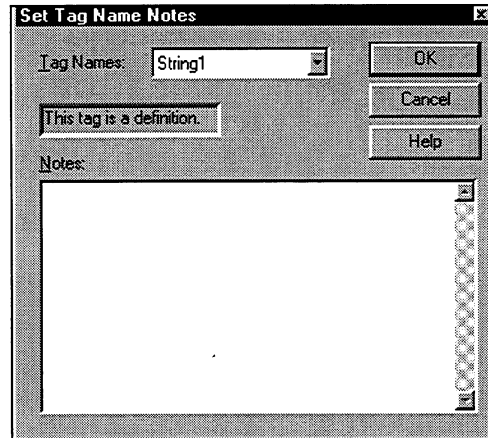 Set Tag Name Notes
Tag Names: String1
OK
Cancel
This tag is a definition.
Help
Notes: